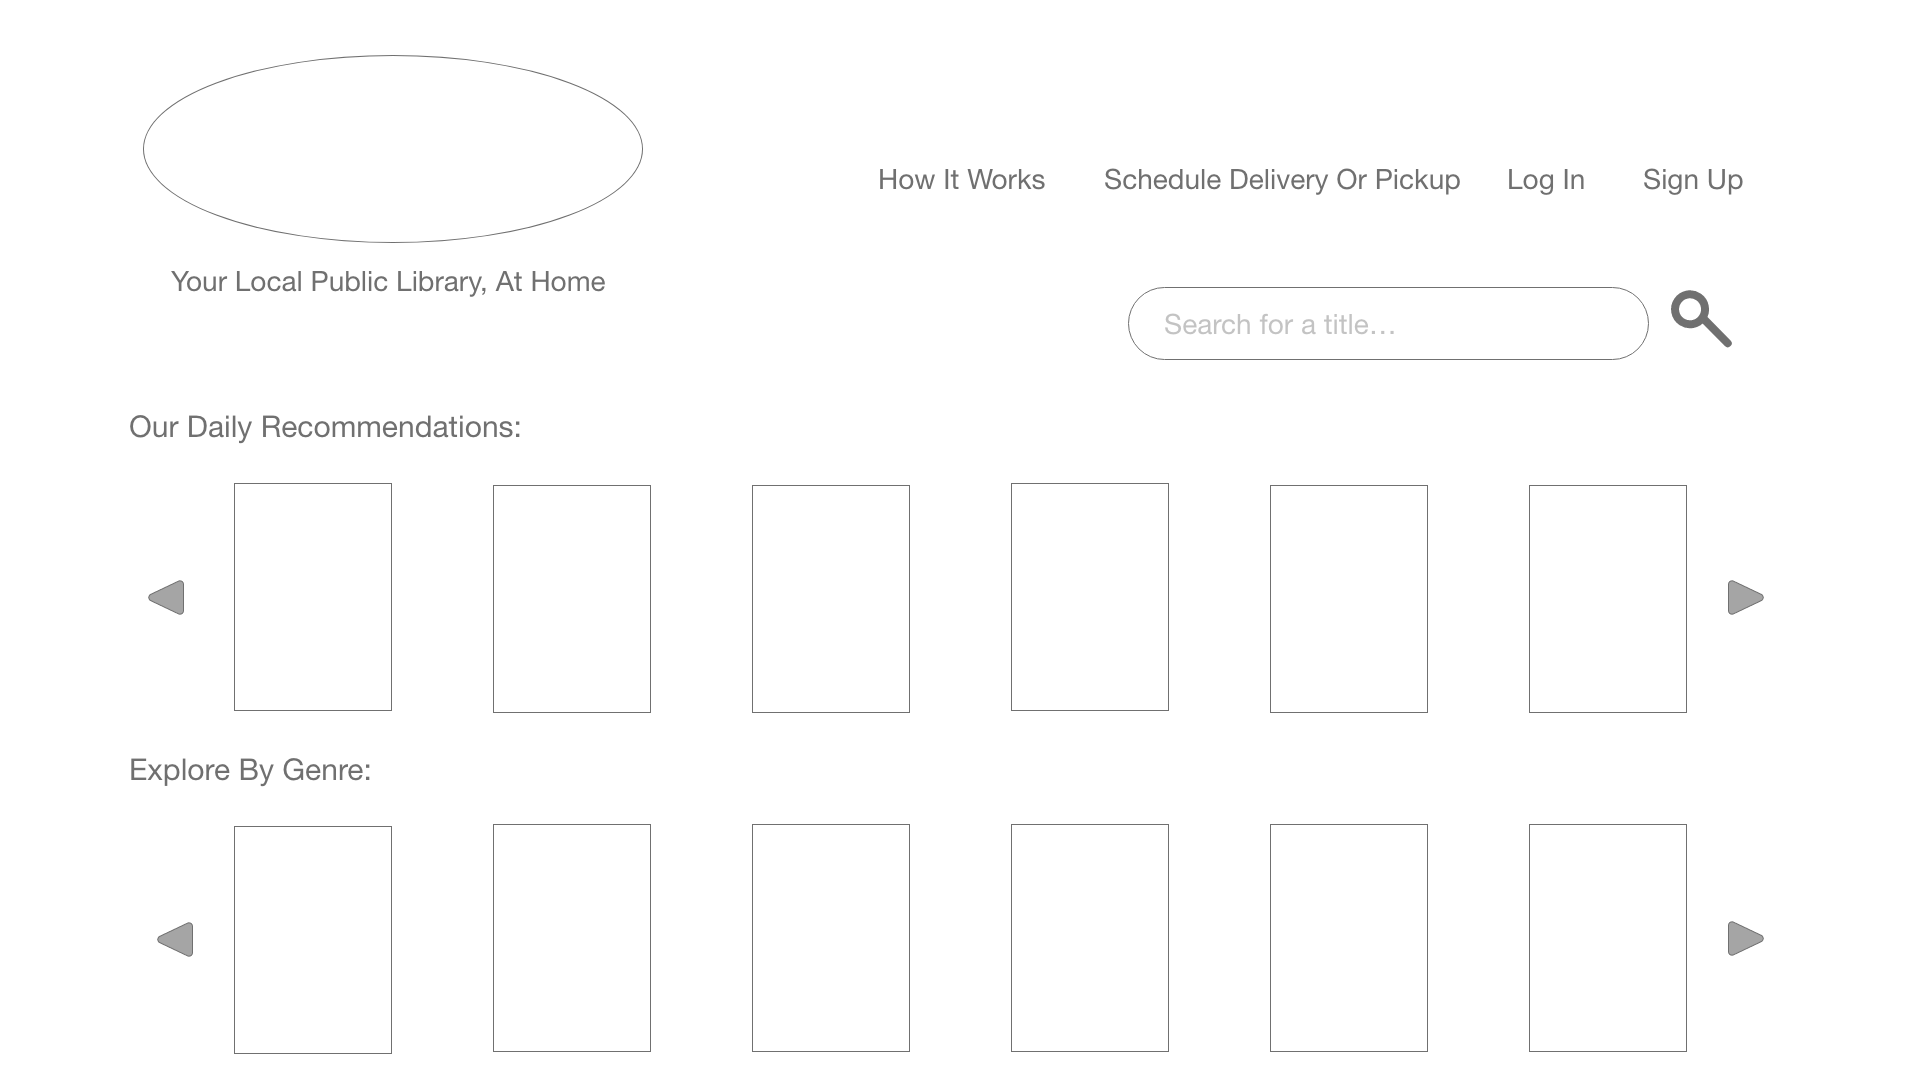 How It Works
Schedule Delivery Or Pickup
Log In
Sign Up
Your Local Public Library, At Home
Search for a title...
Our Daily Recommendations:
Explore By Genre: